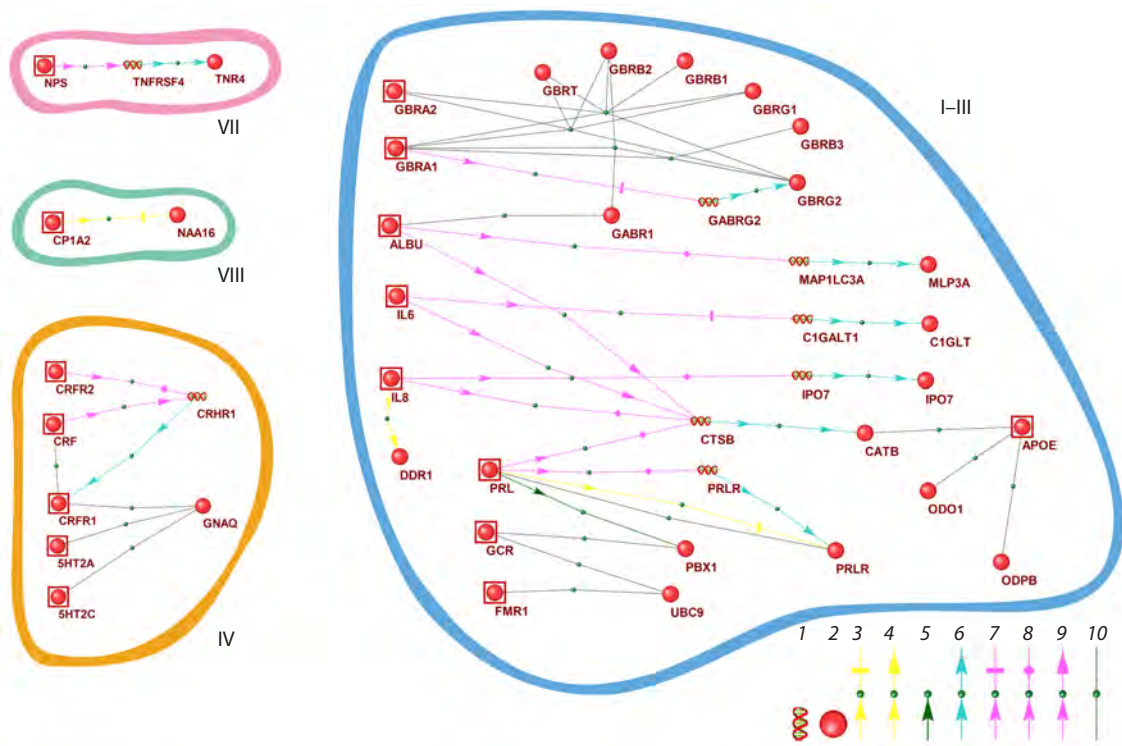 NPS
TNFRSF4
TNR4
VII
CP1A2
NAA16
VIII
CRFR2
CRHR1
CRF
CRFR1
GNAQ
5HT2A
5HT2C
IV
I–III
GBRB2
GBRB1
GBRT
GBRG1
GBRA2
GBRB3
GBRA1
GABRG2
GBRG2
GABR1
ALBU
MAP1LC3A
MLP3A
IL6
C1GALT1
C1GLT
IL8
IPO7
IPO7
CTSB
CATB
APOE
DDR1
PRL
PRLR
ODO1
GCR
PBX1
PRLR
ODPB
FMR1
UBC9
1 2 3 4 5 6 7 8 9 10